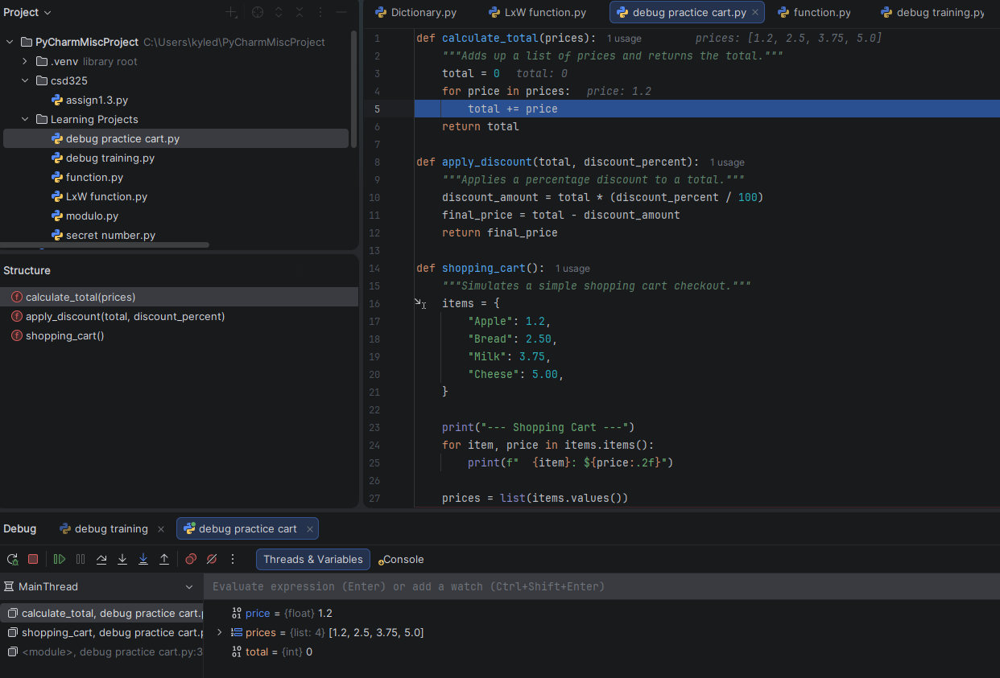 Project
PyCharmMiscProject C:\Users\kyled\PyCharmMiscProject
.venv library root
csd325
assign1.3.py
Learning Projects
debug practice cart.py
debug training.py
function.py
LxW function.py
modulo.py
secret number.py
Structure
calculate_total(prices)
apply_discount(total, discount_percent)
shopping_cart()
Dictionary.py LxW function.py debug practice cart.py function.py debug training.py
1 def calculate_total(prices): 1 usage prices: [1.2, 2.5, 3.75, 5.0]
2 """Adds up a list of prices and returns the total."""
3 total = 0 total: 0
4 for price in prices: price: 1.2
5 total += price
6 return total
7
8 def apply_discount(total, discount_percent): 1 usage
9 """Applies a percentage discount to a total."""
10 discount_amount = total * (discount_percent / 100)
11 final_price = total - discount_amount
12 return final_price
13
14 def shopping_cart(): 1 usage
15 """Simulates a simple shopping cart checkout."""
16 items = {
17 "Apple": 1.2,
18 "Bread": 2.50,
19 "Milk": 3.75,
20 "Cheese": 5.00,
21 }
22
23 print("--- Shopping Cart ---")
24 for item, price in items.items():
25 print(f"  {item}: ${price:.2f}")
26
27 prices = list(items.values())
Debug debug training debug practice cart
Threads & Variables Console
MainThread
Evaluate expression (Enter) or add a watch (Ctrl+Shift+Enter)
calculate_total, debug practice cart.p
shopping_cart, debug practice cart.p
<module>, debug practice cart.py:3
price = {float} 1.2
prices = {list: 4} [1.2, 2.5, 3.75, 5.0]
total = {int} 0